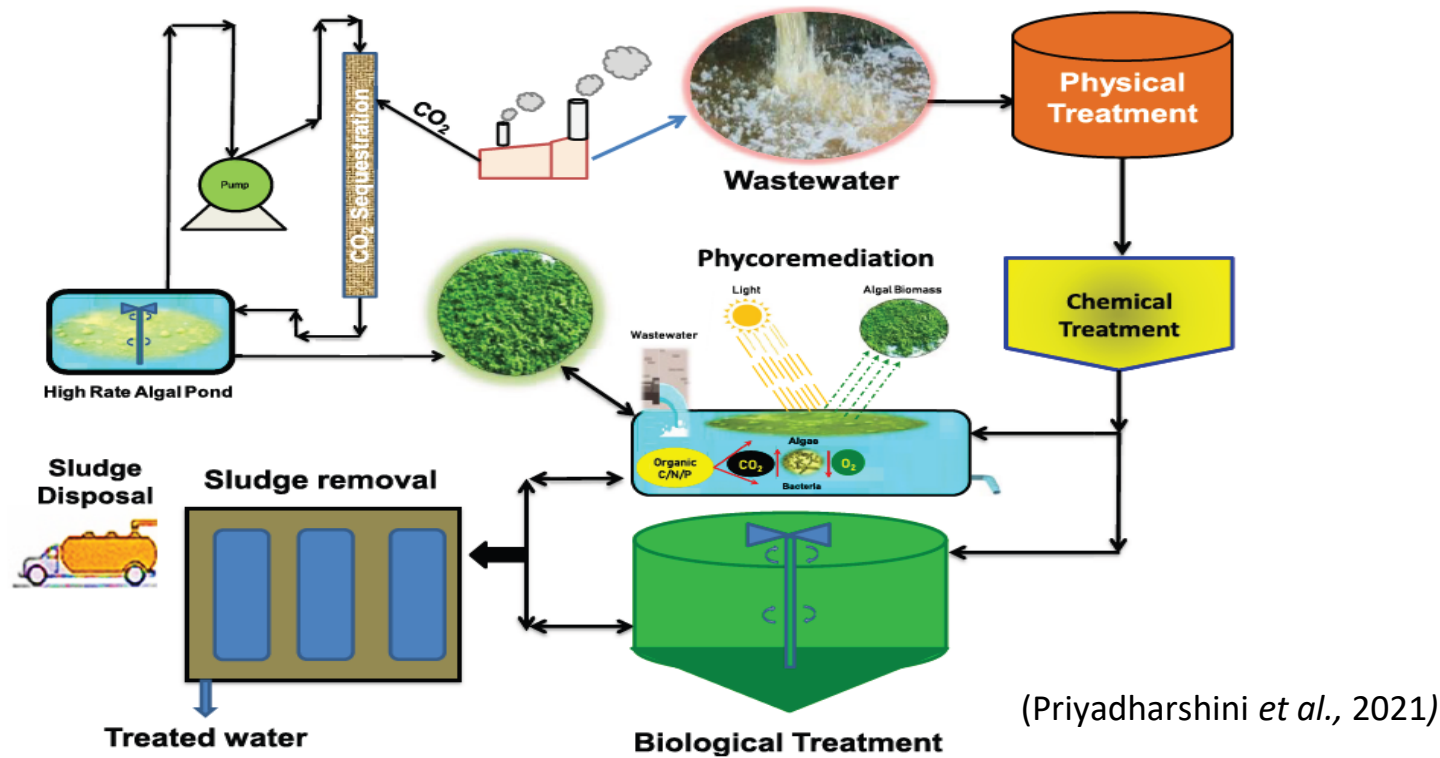 CO2
Pump
CO2 Sequestration
Wastewater
Physical
Treatment
Phycoremediation
Light
Algal Biomass
Wastewater
Chemical
Treatment
High Rate Algal Pond
Algae
Organic
C/N/P
CO2
O2
Bacteria
Sludge
Disposal
Sludge removal
Treated water
Biological Treatment
(Priyadharshini et al., 2021)